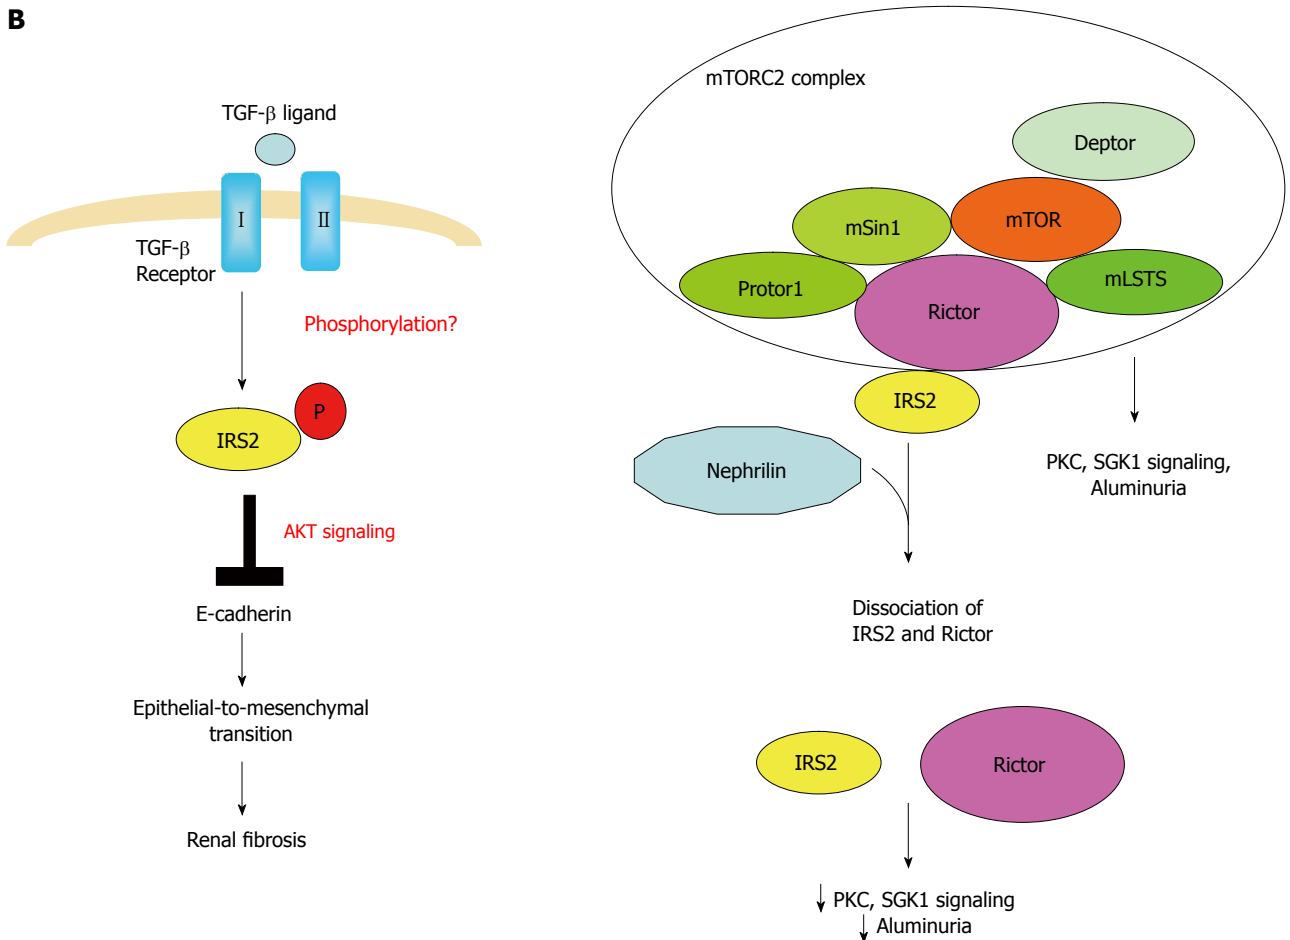 B
TGF-β ligand
I
II
TGF-β
Receptor
Phosphorylation?
P
IRS2
AKT signaling
E-cadherin
Epithelial-to-mesenchymal
transition
Renal fibrosis
mTORC2 complex
Deptor
mSin1
mTOR
Protor1
mLSTS
Rictor
IRS2
Nephrilin
PKC, SGK1 signaling,
Aluminuria
Dissociation of
IRS2 and Rictor
IRS2
Rictor
PKC, SGK1 signaling
Aluminuria